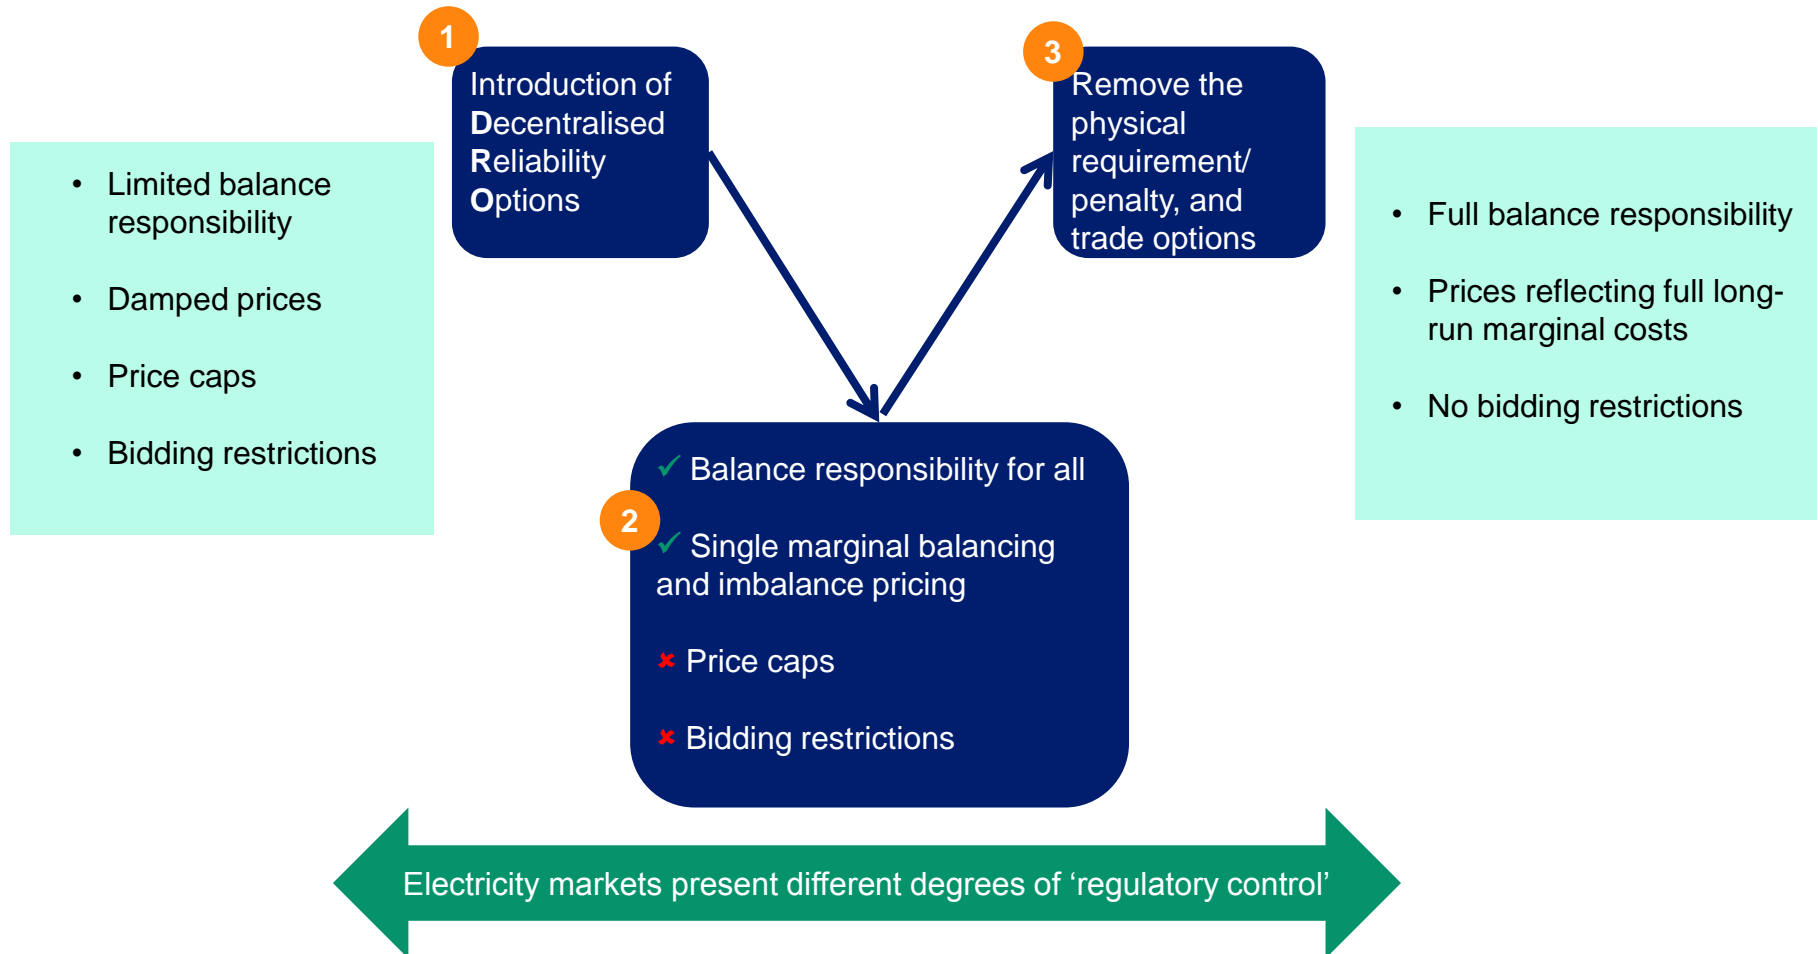 1
Introduction of
Decentralised
Reliability
Options
3
Remove the
physical
requirement/
penalty, and
trade options
• Limited balance
responsibility
• Damped prices
• Price caps
• Bidding restrictions
• Full balance responsibility
• Prices reflecting full long-
run marginal costs
• No bidding restrictions
2
✓ Balance responsibility for all
✓ Single marginal balancing
and imbalance pricing
✘ Price caps
✘ Bidding restrictions
Electricity markets present different degrees of ‘regulatory control’